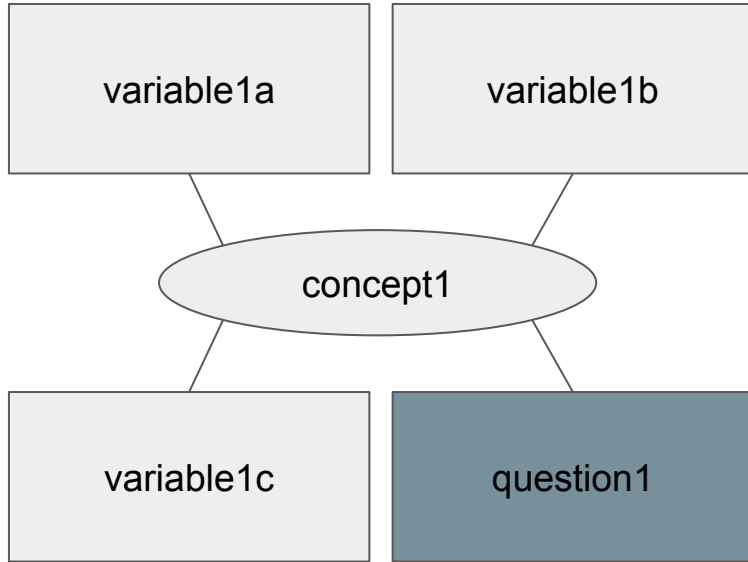 variable1a
variable1b
concept1
variable1c
question1